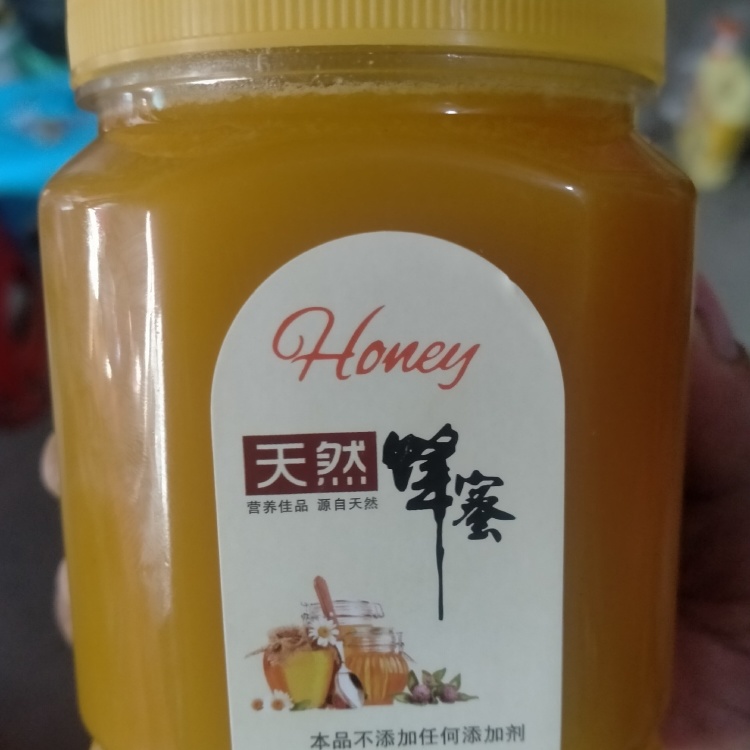 Honey
天然 蜂蜜
营养佳品 源自天然
本品不添加任何添加剂